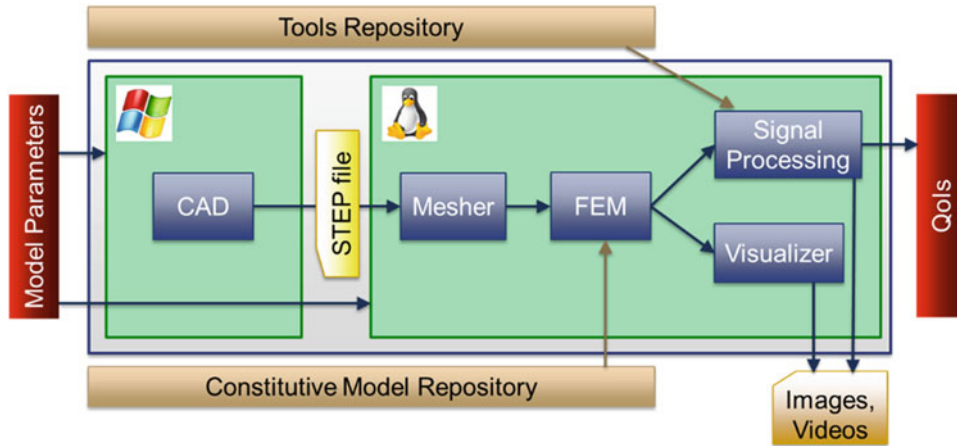 Tools Repository
Model Parameters
CAD
STEP file
Mesher
FEM
Signal
Processing
Visualizer
QoIs
Constitutive Model Repository
Images,
Videos